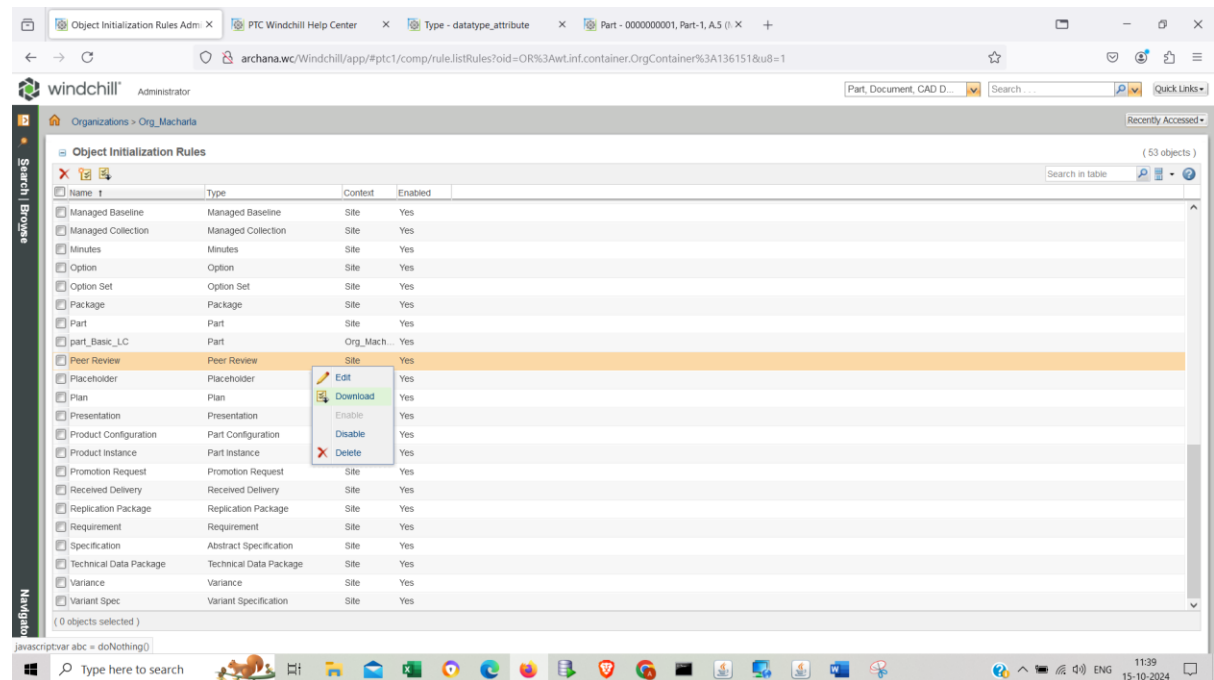 Object Initialization Rules Admi
PTC Windchill Help Center
Type - datatype_attribute
Part - 0000000001, Part-1, A.5 (
archana.wc/Windchill/app/#ptc1/comp/rule.listRules?oid=OR%3Awt.inf.container.OrgContainer%3A136151&u8=1
windchill Administrator
Part, Document, CAD D... Search . . . Quick Links
Organizations > Org_Macharla
Recently Accessed
Search | Browse
Object Initialization Rules
( 53 objects )
Search in table
Name Type Context Enabled
Managed Baseline Managed Baseline Site Yes
Managed Collection Managed Collection Site Yes
Minutes Minutes Site Yes
Option Option Site Yes
Option Set Option Set Site Yes
Package Package Site Yes
Part Part Site Yes
part_Basic_LC Part Org_Mach... Yes
Peer Review Peer Review Site Yes
Placeholder Placeholder Edit Yes
Plan Plan Download Yes
Presentation Presentation Enable Yes
Product Configuration Part Configuration Disable Yes
Product Instance Part Instance Delete Yes
Promotion Request Promotion Request Site Yes
Received Delivery Received Delivery Site Yes
Replication Package Replication Package Site Yes
Requirement Requirement Site Yes
Specification Abstract Specification Site Yes
Technical Data Package Technical Data Package Site Yes
Variance Variance Site Yes
Variant Spec Variant Specification Site Yes
( 0 objects selected )
Navigato
javascript:var abc = doNothing()
Type here to search
ENG
11:39
15-10-2024